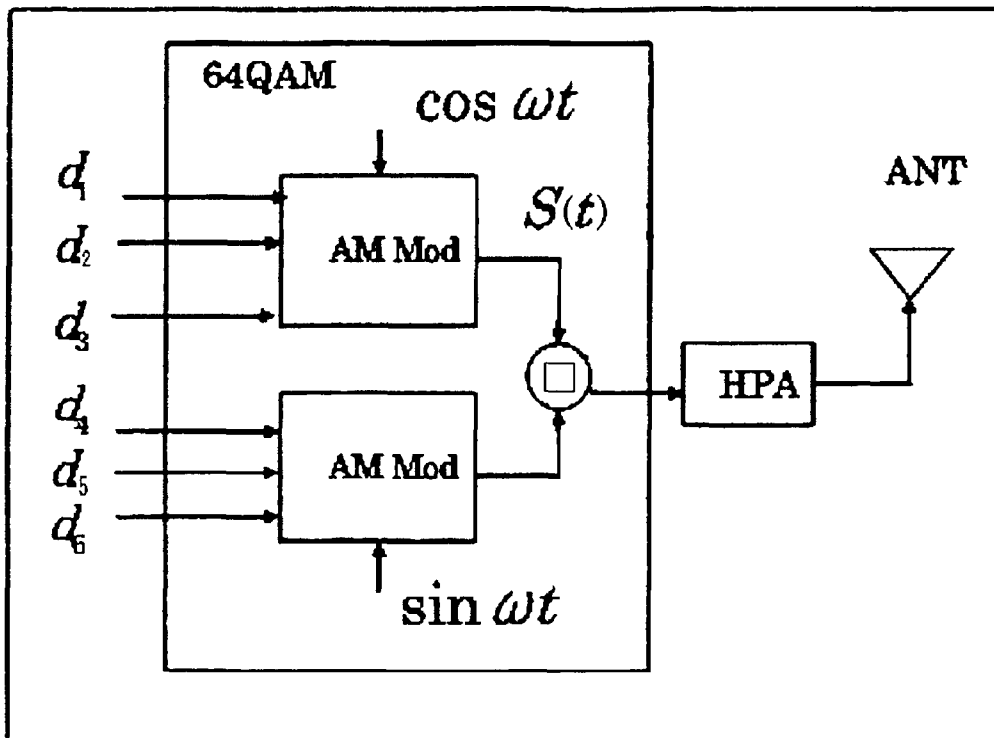 64QAM
cos ωt
d₁
d₂
d₃
AM Mod
S(t)
ANT
d₄
d₅
d₆
AM Mod
HPA
sin ωt